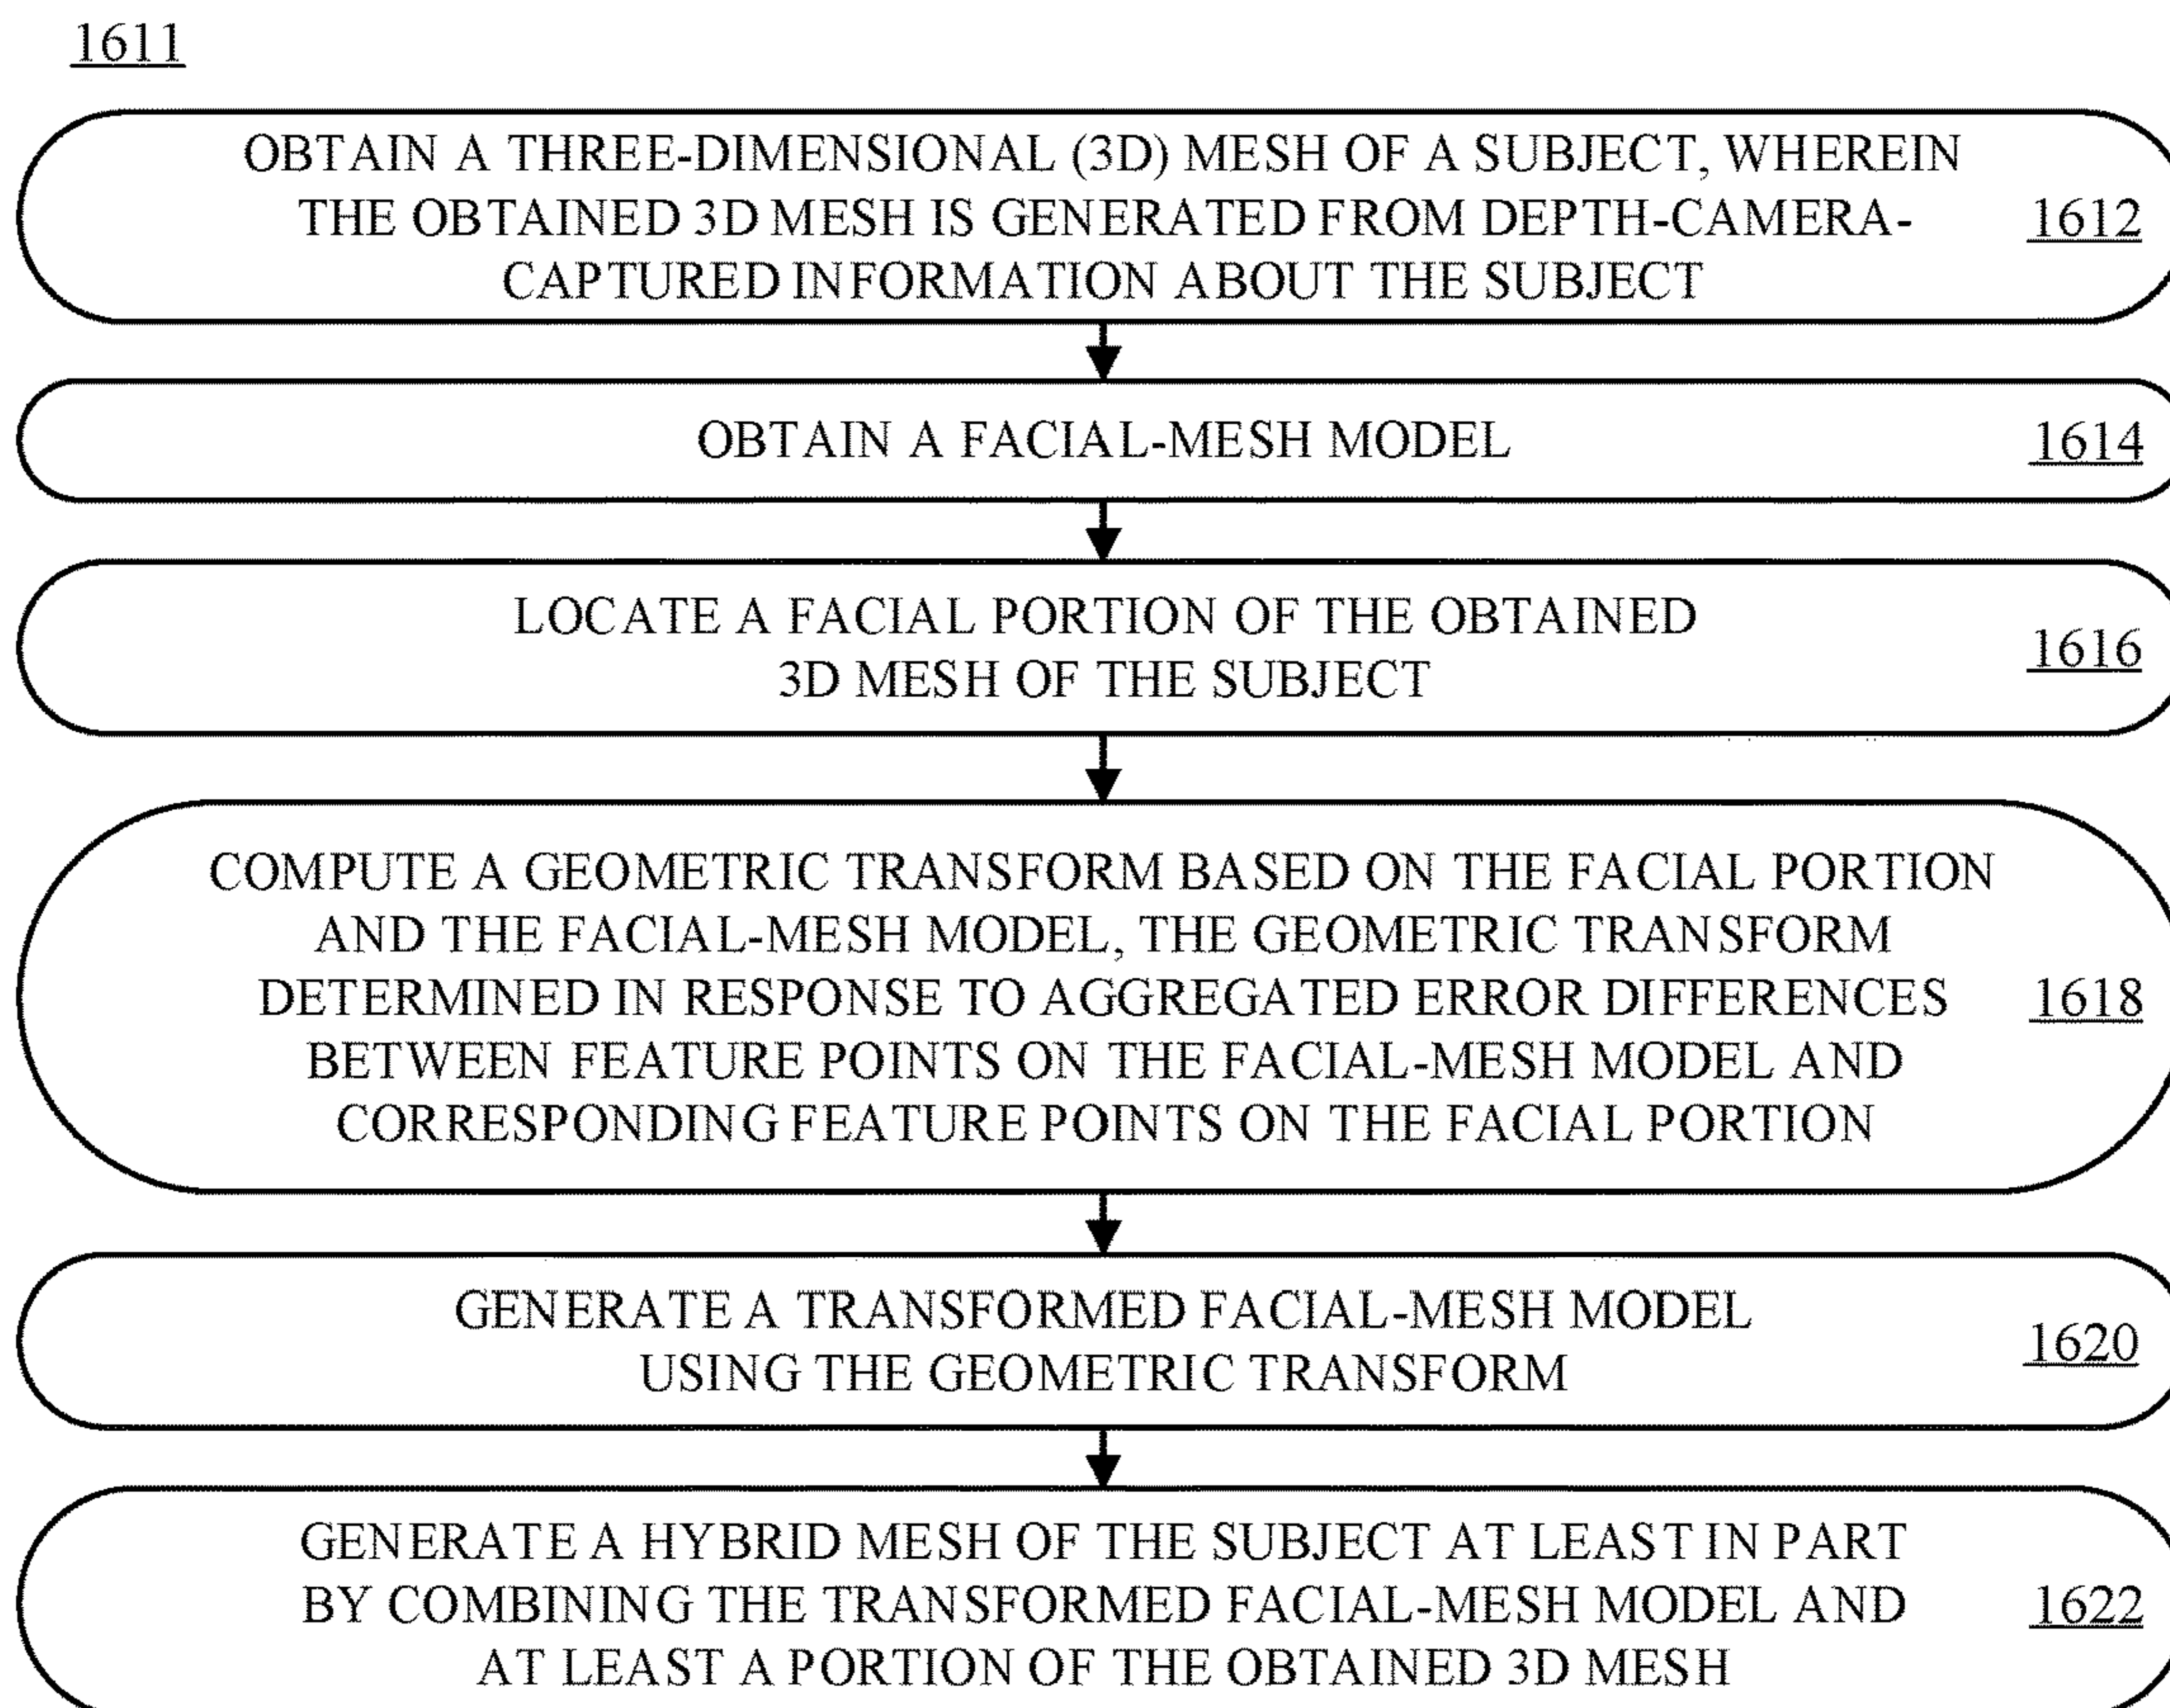 1611
OBTAIN A THREE-DIMENSIONAL (3D) MESH OF A SUBJECT, WHEREIN
THE OBTAINED 3D MESH IS GENERATED FROM DEPTH-CAMERA-
1612
CAPTURED INFORMATION ABOUT THE SUBJECT
OBTAIN A FACIAL-MESH MODEL
1614
LOCATE A FACIAL PORTION OF THE OBTAINED
1616
3D MESH OF THE SUBJECT
COMPUTE A GEOMETRIC TRANSFORM BASED ON THE FACIAL PORTION
AND THE FACIAL-MESH MODEL, THE GEOMETRIC TRANSFORM
DETERMINED IN RESPONSE TO AGGREGATED ERROR DIFFERENCES
1618
BETWEEN FEATURE POINTS ON THE FACIAL-MESH MODEL AND
CORRESPONDING FEATURE POINTS ON THE FACIAL PORTION
GENERATE A TRANSFORMED FACIAL-MESH MODEL
1620
USING THE GEOMETRIC TRANSFORM
GENERATE A HYBRID MESH OF THE SUBJECT AT LEAST IN PART
BY COMBINING THE TRANSFORMED FACIAL-MESH MODEL AND
1622
AT LEAST A PORTION OF THE OBTAINED 3D MESH